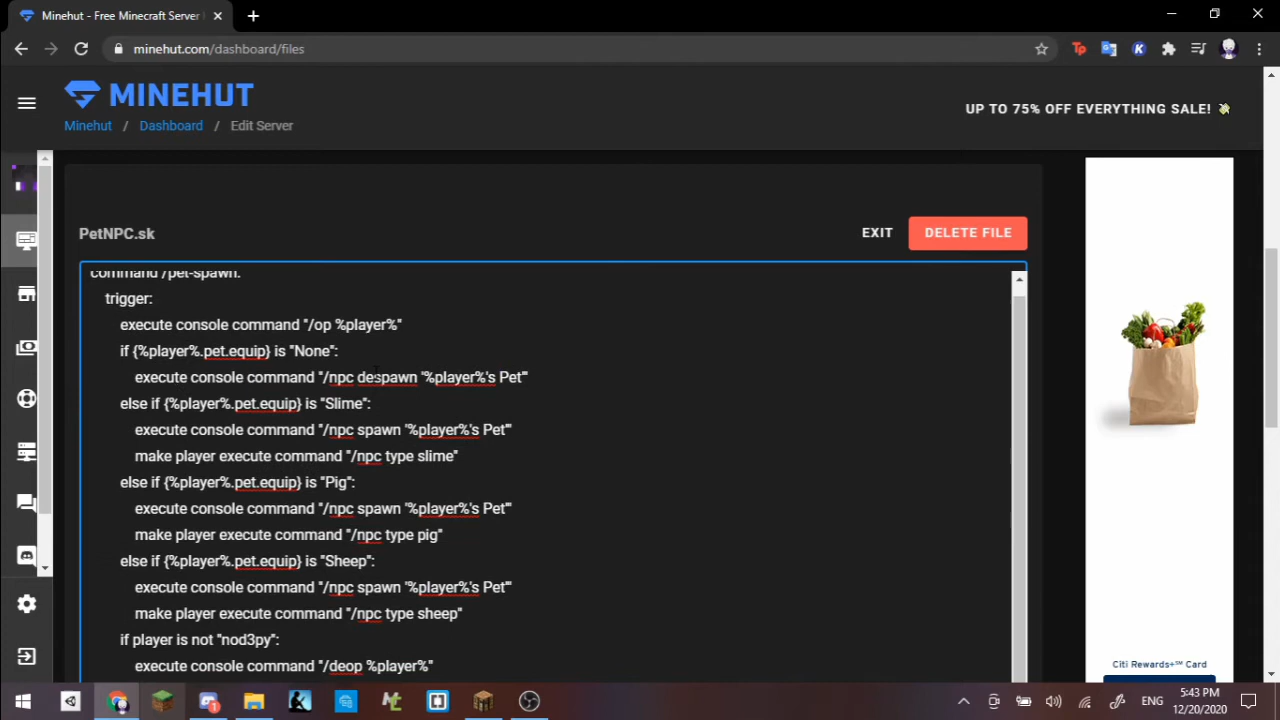 Minehut - Free Minecraft Server
minehut.com/dashboard/files
MINEHUT
UP TO 75% OFF EVERYTHING SALE!
Minehut / Dashboard / Edit Server
PetNPC.sk
EXIT
DELETE FILE
command /pet-spawn:
trigger:
execute console command "/op %player%"
if {%player%.pet.equip} is "None":
execute console command "/npc despawn '%player%'s Pet'"
else if {%player%.pet.equip} is "Slime":
execute console command "/npc spawn '%player%'s Pet'"
make player execute command "/npc type slime"
else if {%player%.pet.equip} is "Pig":
execute console command "/npc spawn '%player%'s Pet'"
make player execute command "/npc type pig"
else if {%player%.pet.equip} is "Sheep":
execute console command "/npc spawn '%player%'s Pet'"
make player execute command "/npc type sheep"
if player is not "nod3py":
execute console command "/deop %player%"
Citi Rewards+℠ Card
ENG
5:43 PM
12/20/2020